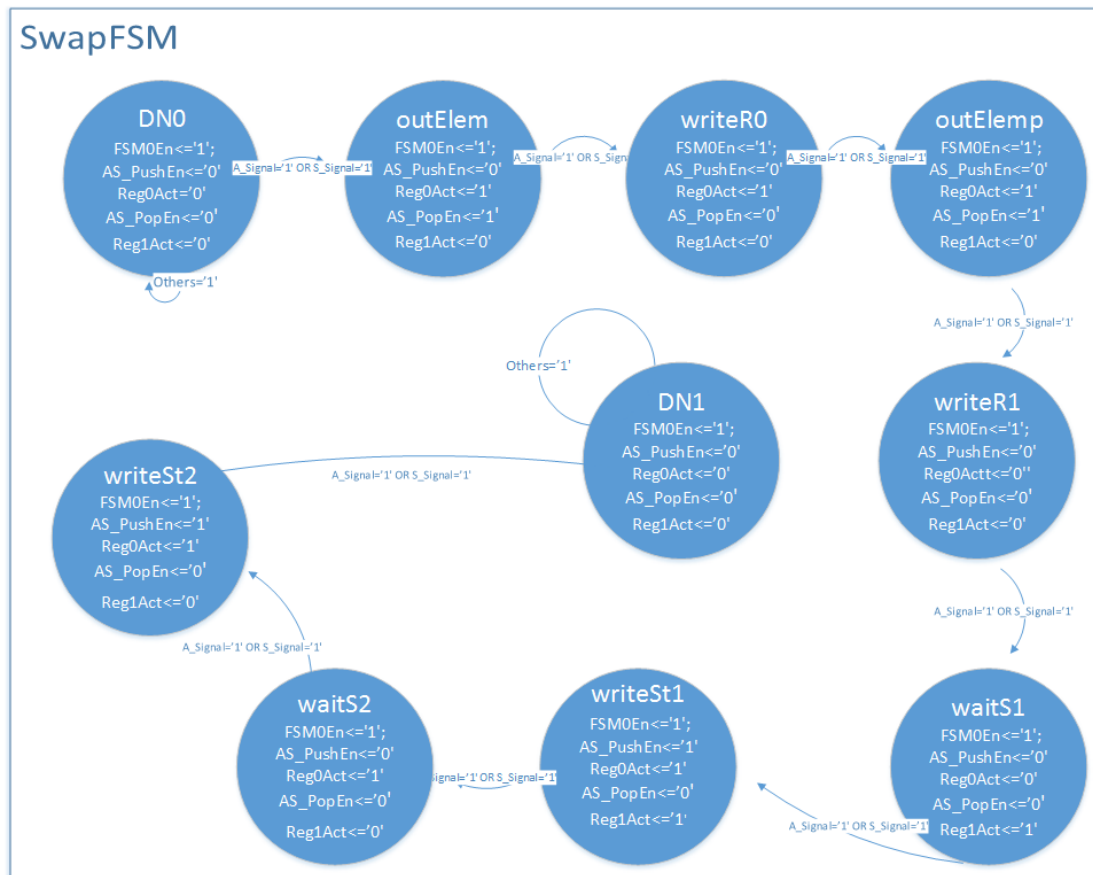 SwapFSM
DN0
FSM0En<='1';
AS_PushEn<='0'
Reg0Act='0'
AS_PopEn<='0'
Reg1Act<='0'
Others='1'
A_Signal='1' OR S_Signal='1'
outElem
FSM0En<='1';
AS_PushEn<='0'
Reg0Act<='1'
AS_PopEn<='1'
Reg1Act<='0'
A_Signal='1' OR S_Signa
writeR0
FSM0En<='1';
AS_PushEn<='0'
Reg0Act<='1'
AS_PopEn<='0'
Reg1Act<='0'
A_Signal='1' OR S_Signal='1'
outElemp
FSM0En<='1';
AS_PushEn<='0'
Reg0Act<='1'
AS_PopEn<='1'
Reg1Act<='0'
A_Signal='1' OR S_Signal='1'
writeR1
FSM0En<='1';
AS_PushEn<='0'
Reg0Actt<='0''
AS_PopEn<='0'
Reg1Act<='0'
A_Signal='1' OR S_Signal='1'
waitS1
FSM0En<='1';
AS_PushEn<='0'
Reg0Act<='0'
AS_PopEn<='0'
Reg1Act<='1'
A_Signal='1' OR S_Signal='1'
writeSt1
FSM0En<='1';
AS_PushEn<='1'
Reg0Act<='1'
AS_PopEn<='0'
Reg1Act<='1'
ignal='1' OR S_Signal='1'
waitS2
FSM0En<='1';
AS_PushEn<='0'
Reg0Act<='1'
AS_PopEn<='0'
Reg1Act<='0'
A_Signal='1' OR S_Signal='1'
writeSt2
FSM0En<='1';
AS_PushEn<='1'
Reg0Act<='1'
AS_PopEn<='0'
Reg1Act<='0'
A_Signal='1' OR S_Signal='1'
DN1
FSM0En<='1';
AS_PushEn<='0'
Reg0Act<='0'
AS_PopEn<='0'
Reg1Act<='0'
Others='1'